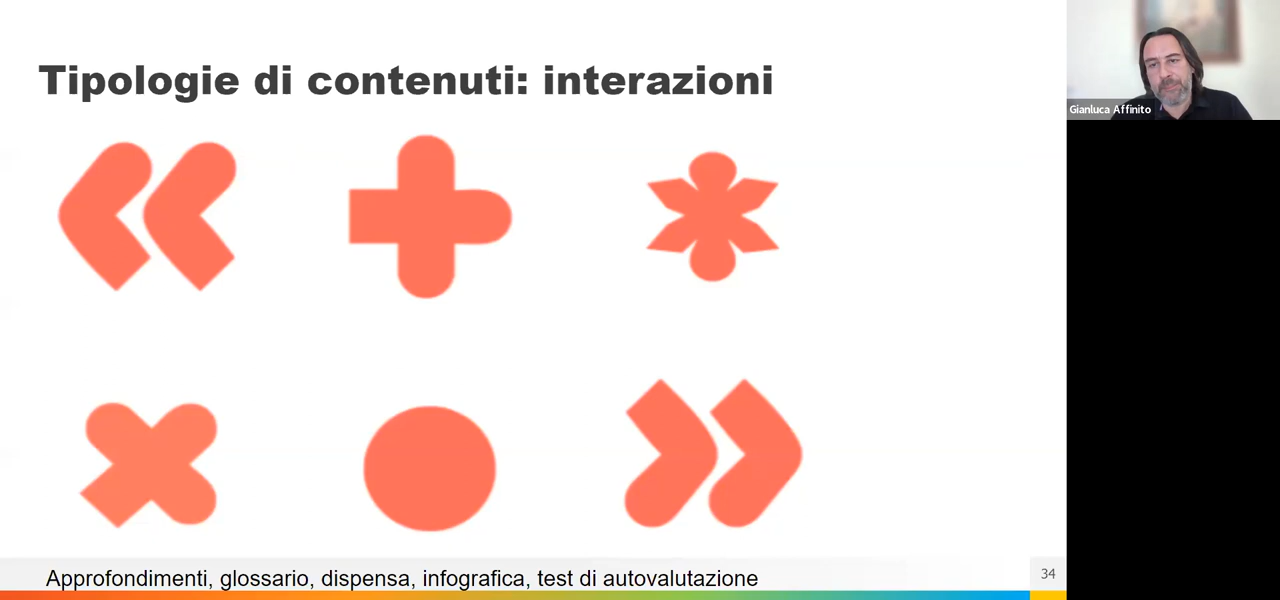 Tipologie di contenuti: interazioni
Gianluca Affinito
Approfondimenti, glossario, dispensa, infografica, test di autovalutazione
34